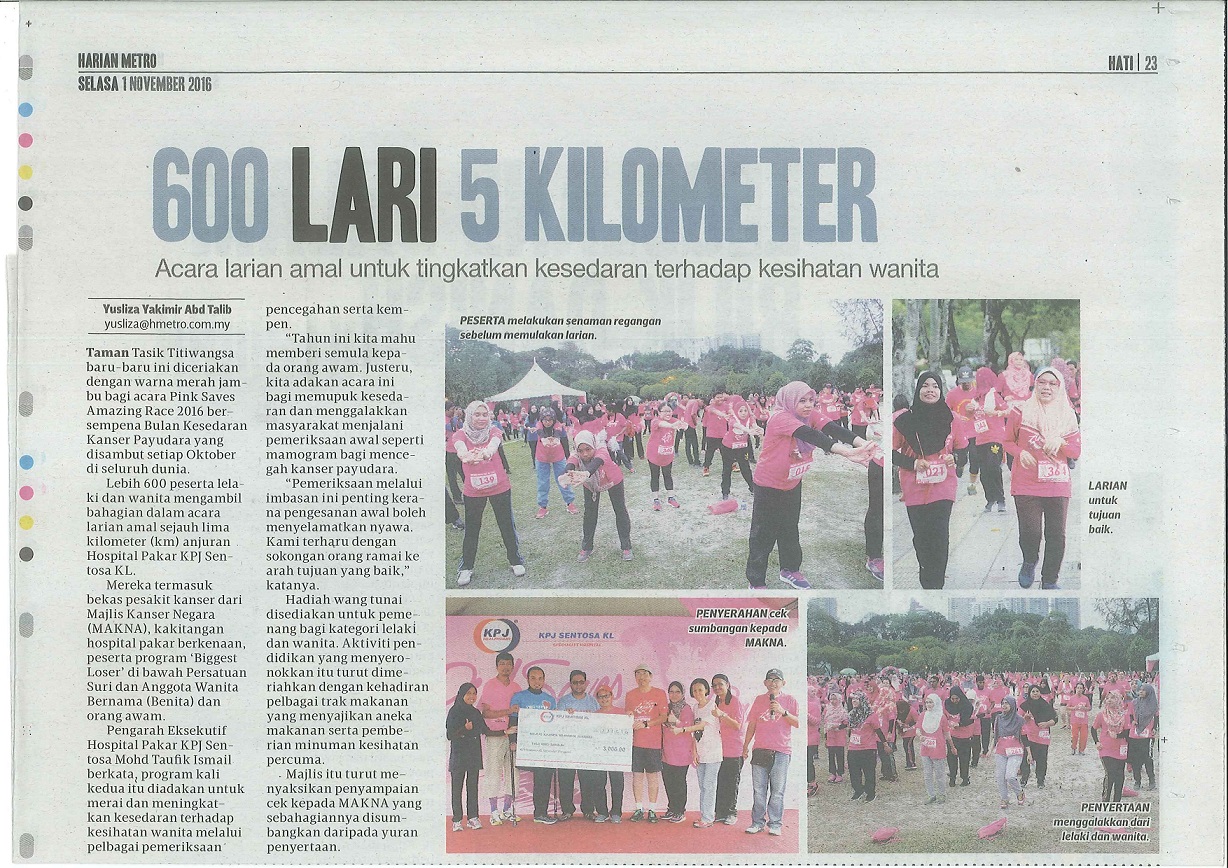 HARIAN METRO
SELASA 1 NOVEMBER 2016
HATI | 23
600 LARI 5 KILOMETER
Acara larian amal untuk tingkatkan kesedaran terhadap kesihatan wanita
Yusliza Yakimir Abd Talib
yusliza@hmetro.com.my
Taman Tasik Titiwangsa
baru-baru ini diceriakan
dengan warna merah jam-
bu bagi acara Pink Saves
Amazing Race 2016 ber-
sempena Bulan Kesedaran
Kanser Payudara yang
disambut setiap Oktober
di seluruh dunia.
Lebih 600 peserta lela-
ki dan wanita mengambil
bahagian dalam acara
larian amal sejauh lima
kilometer (km) anjuran
Hospital Pakar KPJ Sen-
tosa KL.
Mereka termasuk
bekas pesakit kanser dari
Majlis Kanser Negara
(MAKNA), kakitangan
hospital pakar berkenaan,
peserta program ‘Biggest
Loser’ di bawah Persatuan
Suri dan Anggota Wanita
Bernama (Benita) dan
orang awam.
Pengarah Eksekutif
Hospital Pakar KPJ Sen-
tosa Mohd Taufik Ismail
berkata, program kali
kedua itu diadakan untuk
merai dan meningkat-
kan kesedaran terhadap
kesihatan wanita melalui
pelbagai pemeriksaan
pencegahan serta kem-
pen.
“Tahun ini kita mahu
memberi semula kepa-
da orang awam. Justeru,
kita adakan acara ini
bagi memupuk keseda-
ran dan menggalakkan
masyarakat menjalani
pemeriksaan awal seperti
mamogram bagi mence-
gah kanser payudara.
“Pemeriksaan melalui
imbasan ini penting kera-
na pengesanan awal boleh
menyelamatkan nyawa.
Kami terharu dengan
sokongan orang ramai ke
arah tujuan yang baik,”
katanya.
Hadiah wang tunai
disediakan untuk peme-
nang bagi kategori lelaki
dan wanita. Aktiviti pen-
didikan yang menyero-
nokkan itu turut dime-
riahkan dengan kehadiran
pelbagai trak makanan
yang menyajikan aneka
makanan serta pembe-
rian minuman kesihatan
percuma.
Majlis itu turut me-
nyaksikan penyampaian
cek kepada MAKNA yang
sebahagiannya disum-
bangkan daripada yuran
penyertaan.
PESERTA melakukan senaman regangan
sebelum memulakan larian.
139
021
361
LARIAN
untuk
tujuan
baik.
KPJ
KPJ SENTOSA KL
PENYERAHAN cek
sumbangan kepada
MAKNA.
5,000.00
PENYERTAAN
menggalakkan dari
lelaki dan wanita.